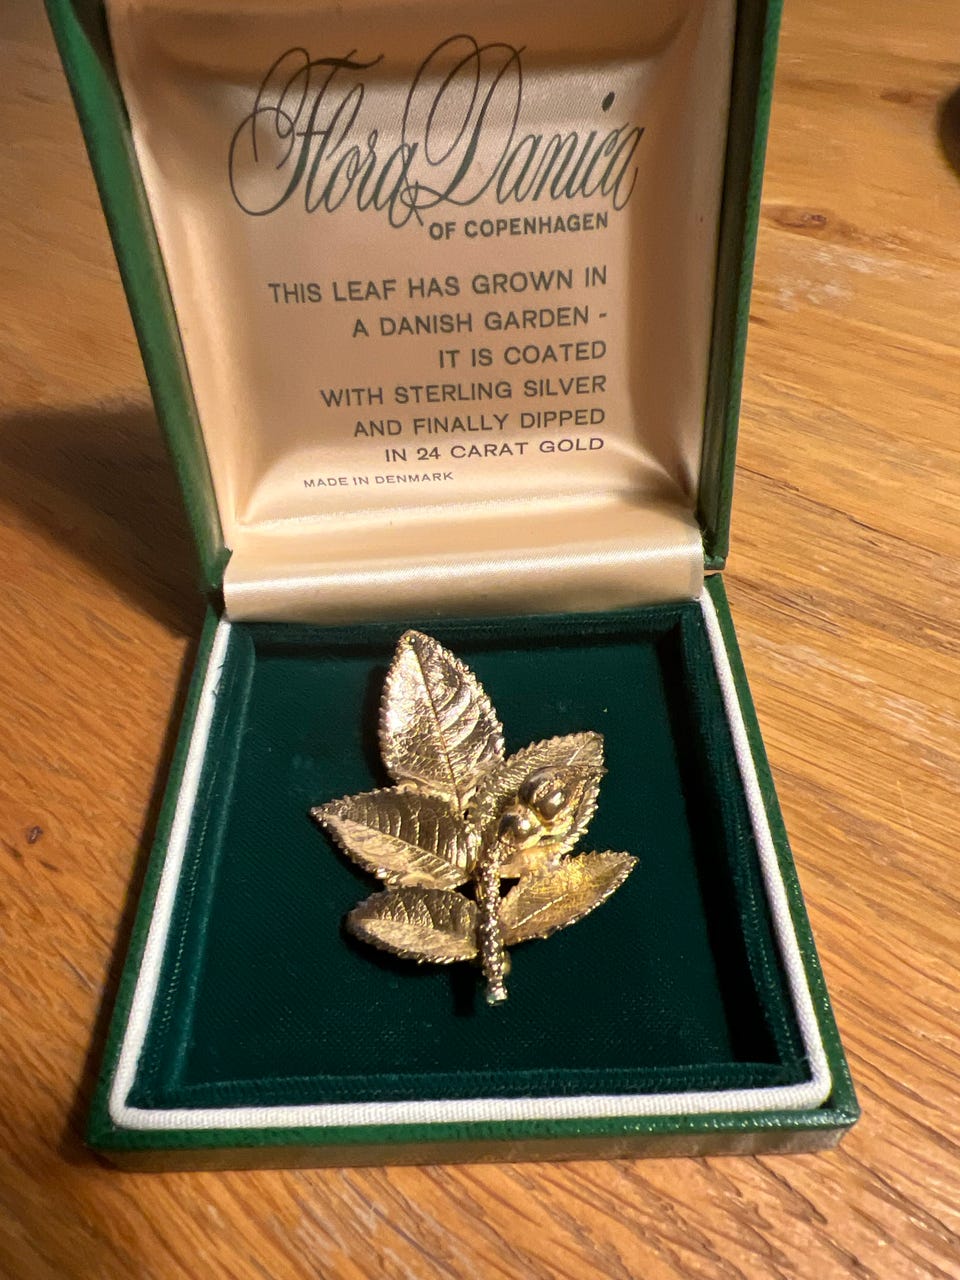 Flora Danica
OF COPENHAGEN
THIS LEAF HAS GROWN IN
A DANISH GARDEN -
IT IS COATED
WITH STERLING SILVER
AND FINALLY DIPPED
IN 24 CARAT GOLD
MADE IN DENMARK